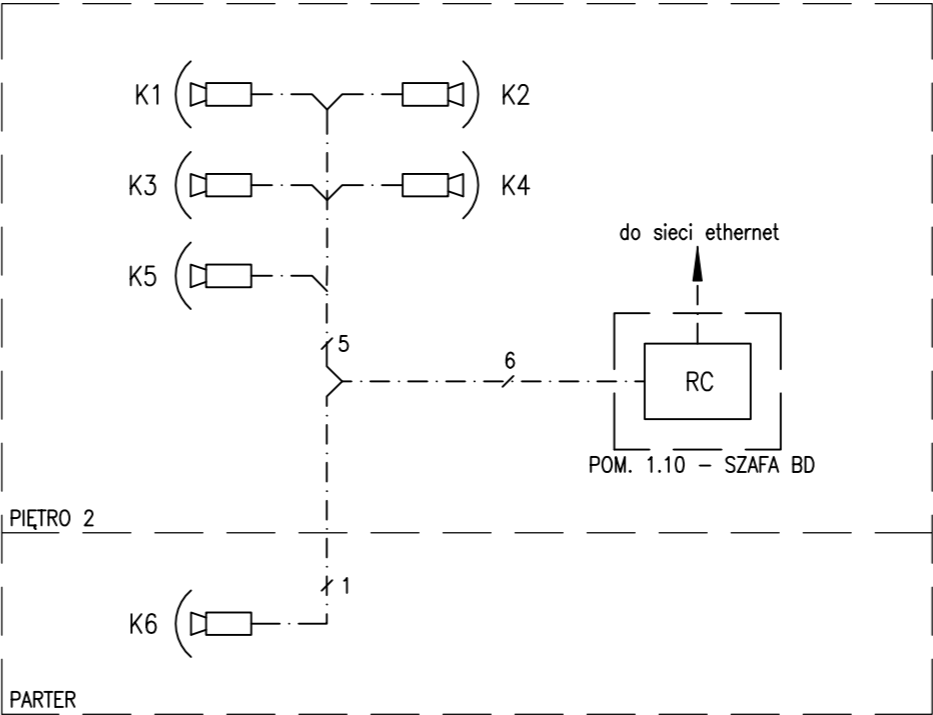 K1
K2
K3
K4
K5
do sieci ethernet
5
6
RC
POM. 1.10 – SZAFA BD
PIĘTRO 2
1
K6
PARTER